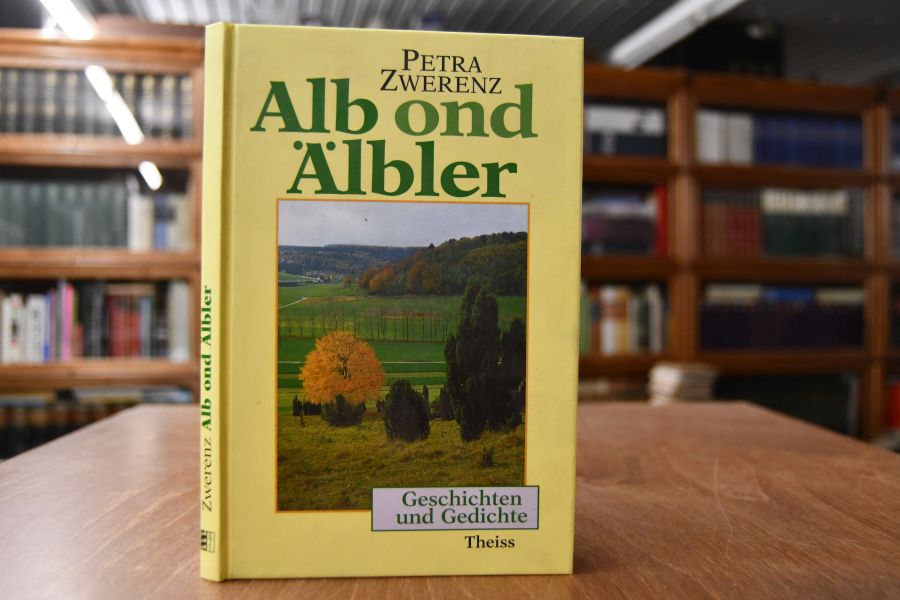 PETRA
ZWERENZ
Alb ond
Älbler
Geschichten
und Gedichte
Theiss
Zwerenz Alb ond Älbler